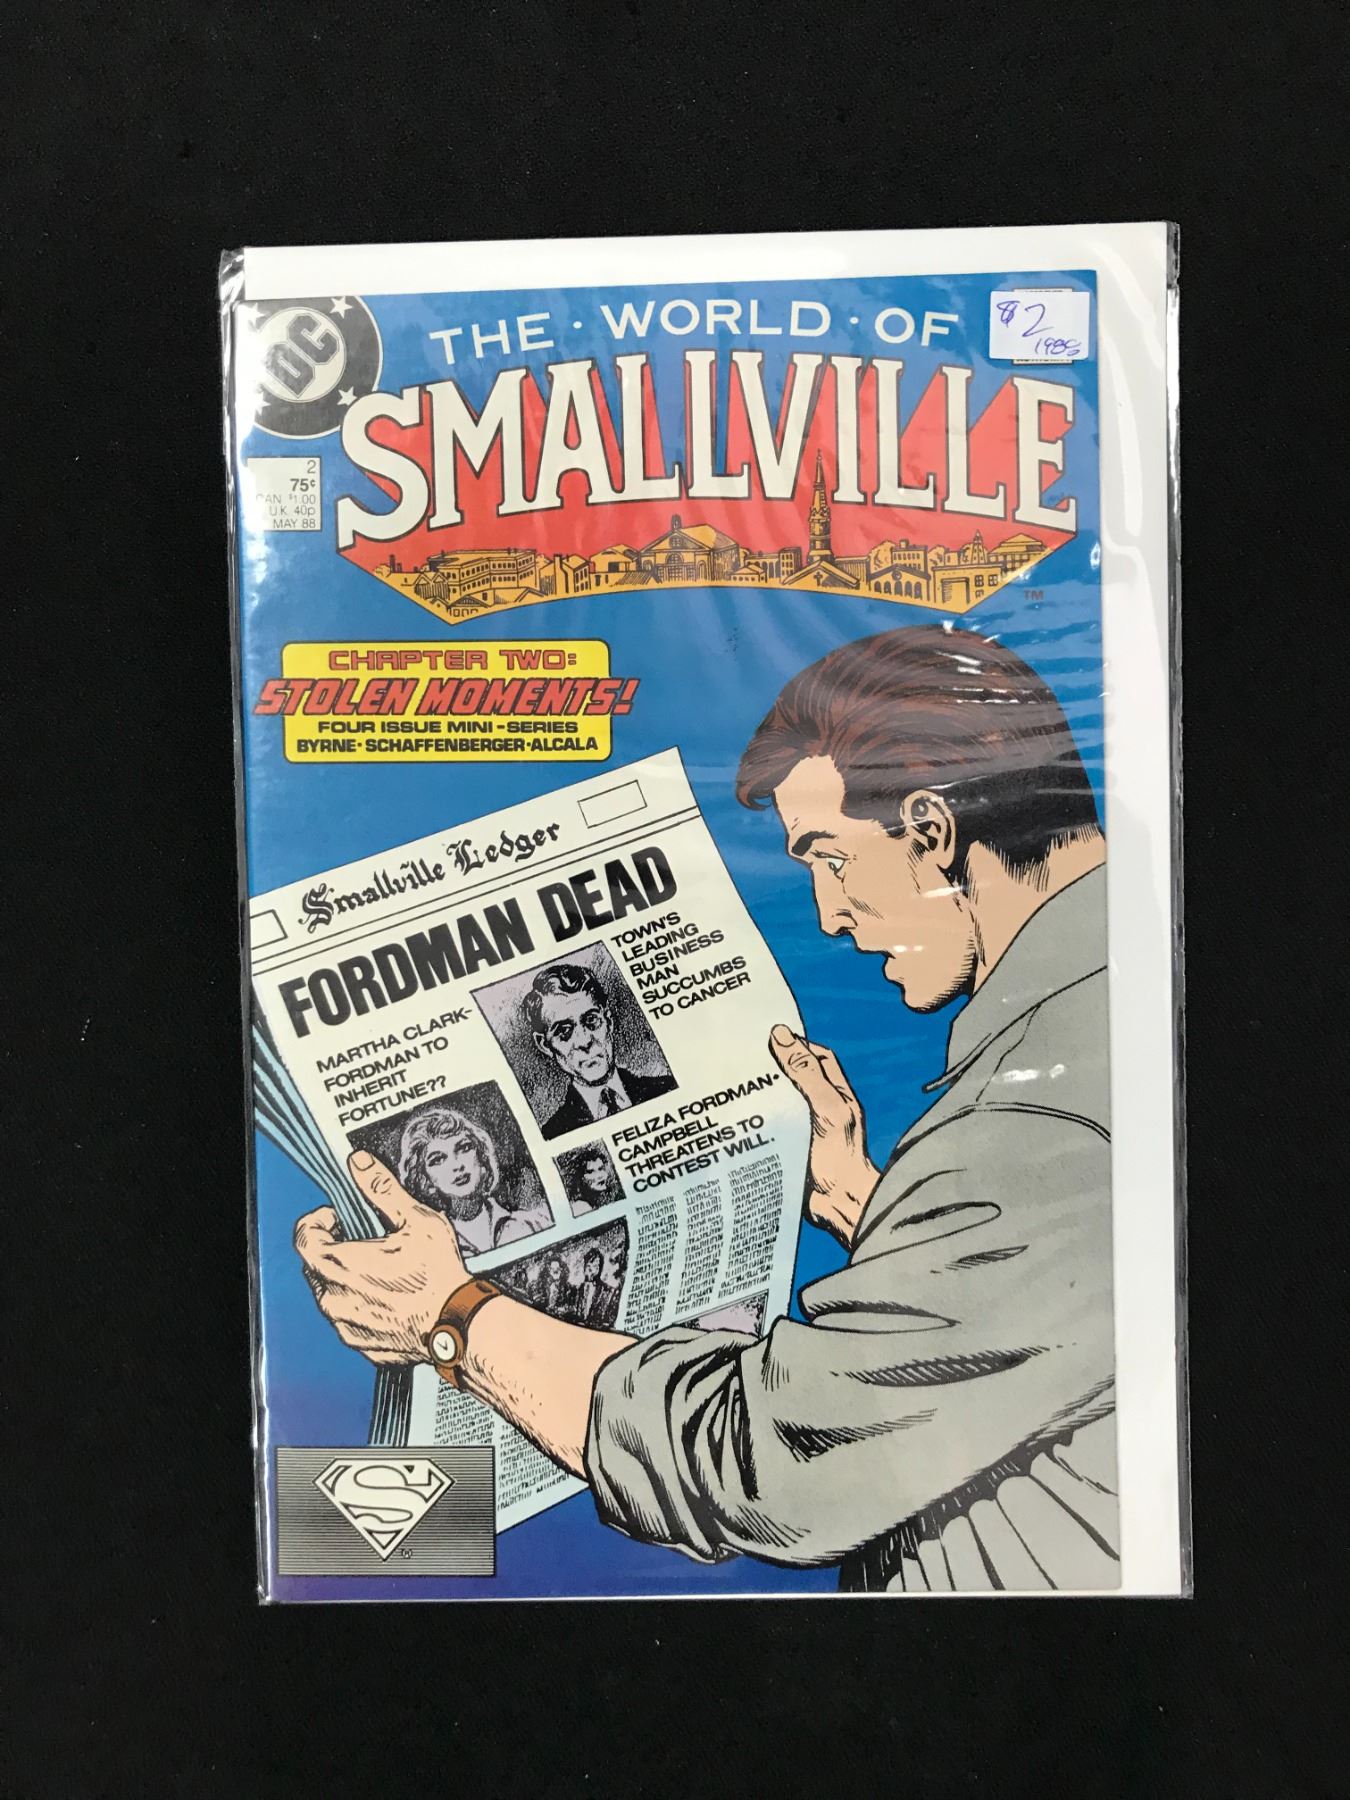 DC
THE · WORLD · OF
SMALLVILLE
$2
1980s
2
75¢
CAN $1.00
U.K. 40p
MAY 88
TM
CHAPTER TWO:
STOLEN MOMENTS!
FOUR ISSUE MINI-SERIES
BYRNE · SCHAFFENBERGER · ALCALA
Smallville Ledger
FORDMAN DEAD
TOWN'S
LEADING
BUSINESS
MAN
SUCCUMBS
TO CANCER
MARTHA CLARK-
FORDMAN TO
INHERIT
FORTUNE??
FELIZA FORDMAN-
CAMPBELL
THREATENS TO
CONTEST WILL.
S